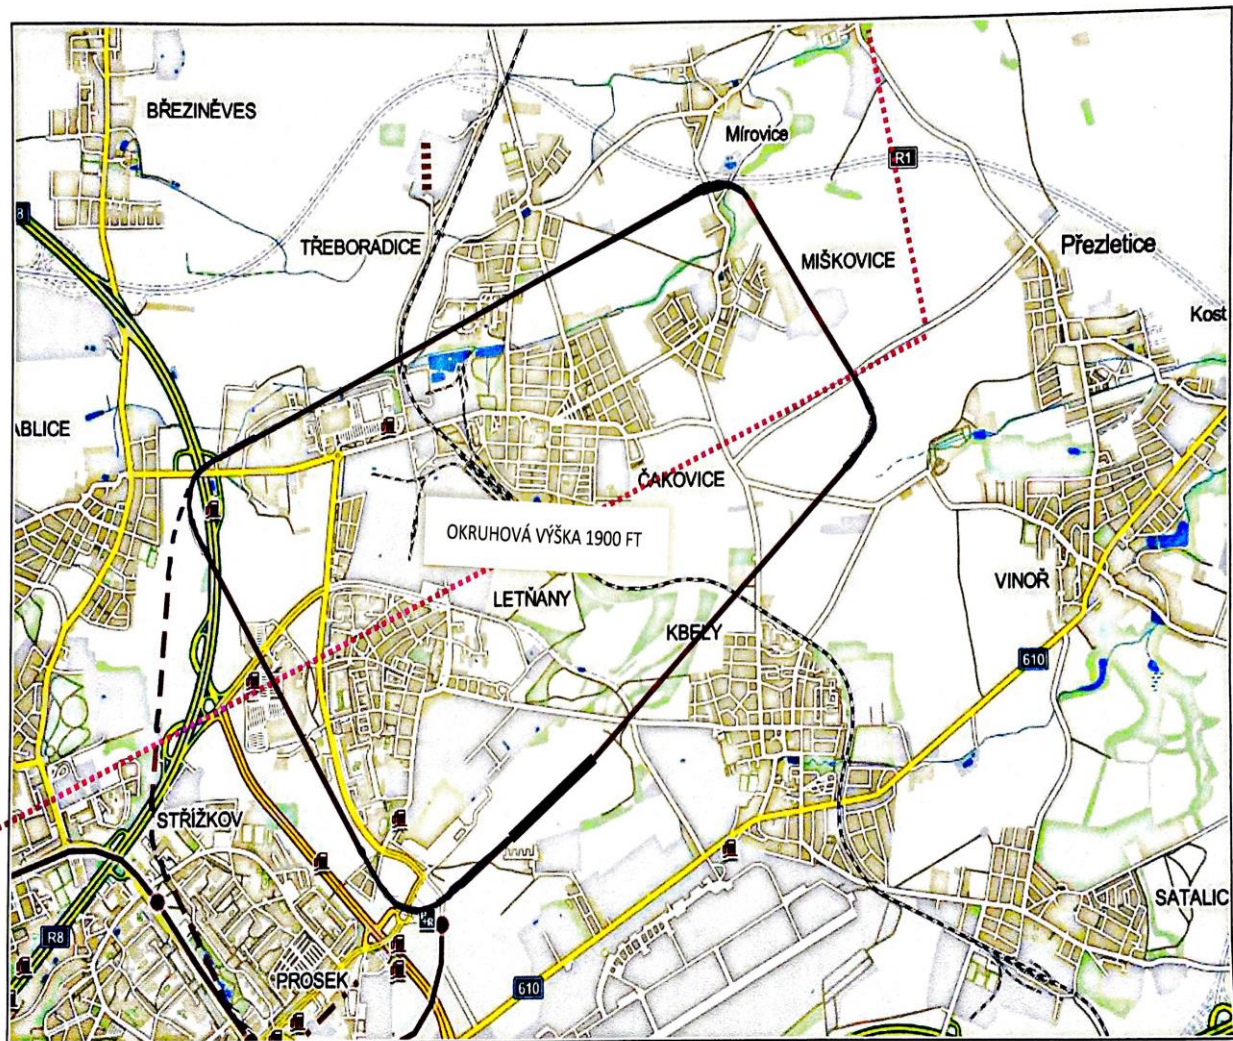 BŘEZINĚVES
Mírovice
R1
8
TŘEBORADICE
MIŠKOVICE
Přezletice
Kost
ABLICE
ČAKOVICE
OKRUHOVÁ VÝŠKA 1900 FT
LETŇANY
VINOŘ
KBELY
610
STŘÍŽKOV
SATALIC
P+R
R8
PROSEK
610